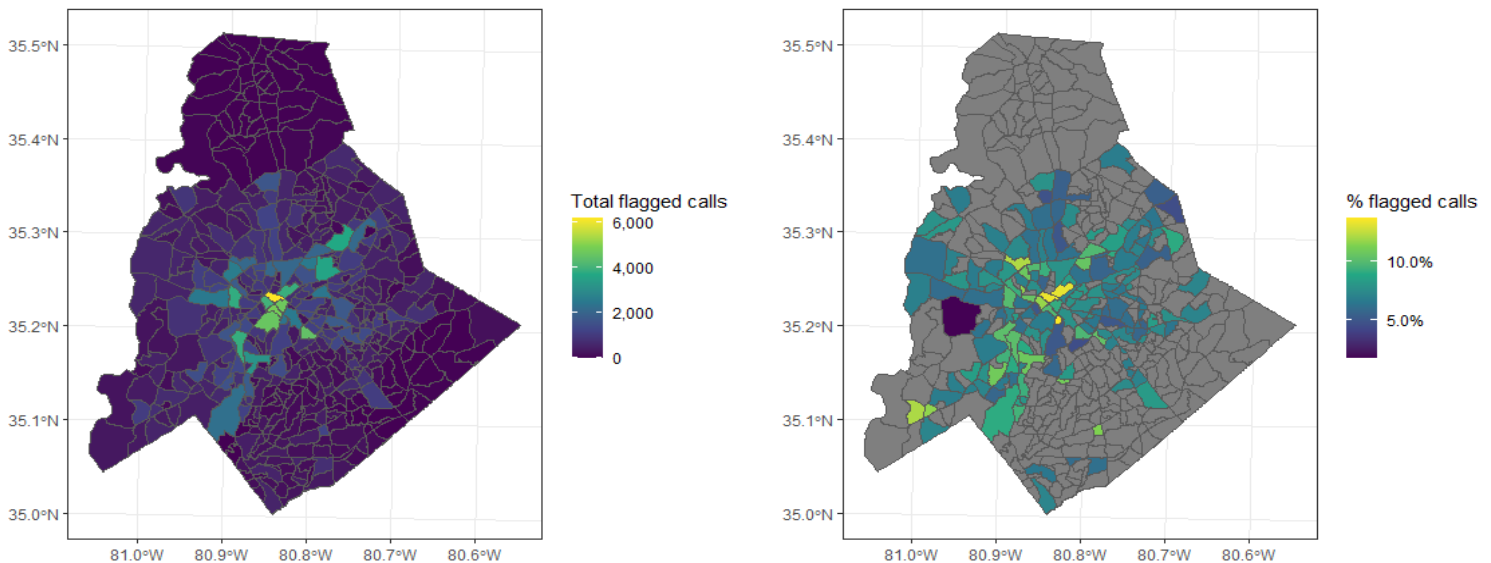 35.5°N
35.4°N
35.3°N
35.2°N
35.1°N
35.0°N
81.0°W 80.9°W 80.8°W 80.7°W 80.6°W
Total flagged calls
6,000
4,000
2,000
0
35.5°N
35.4°N
35.3°N
35.2°N
35.1°N
35.0°N
81.0°W 80.9°W 80.8°W 80.7°W 80.6°W
% flagged calls
10.0%
5.0%